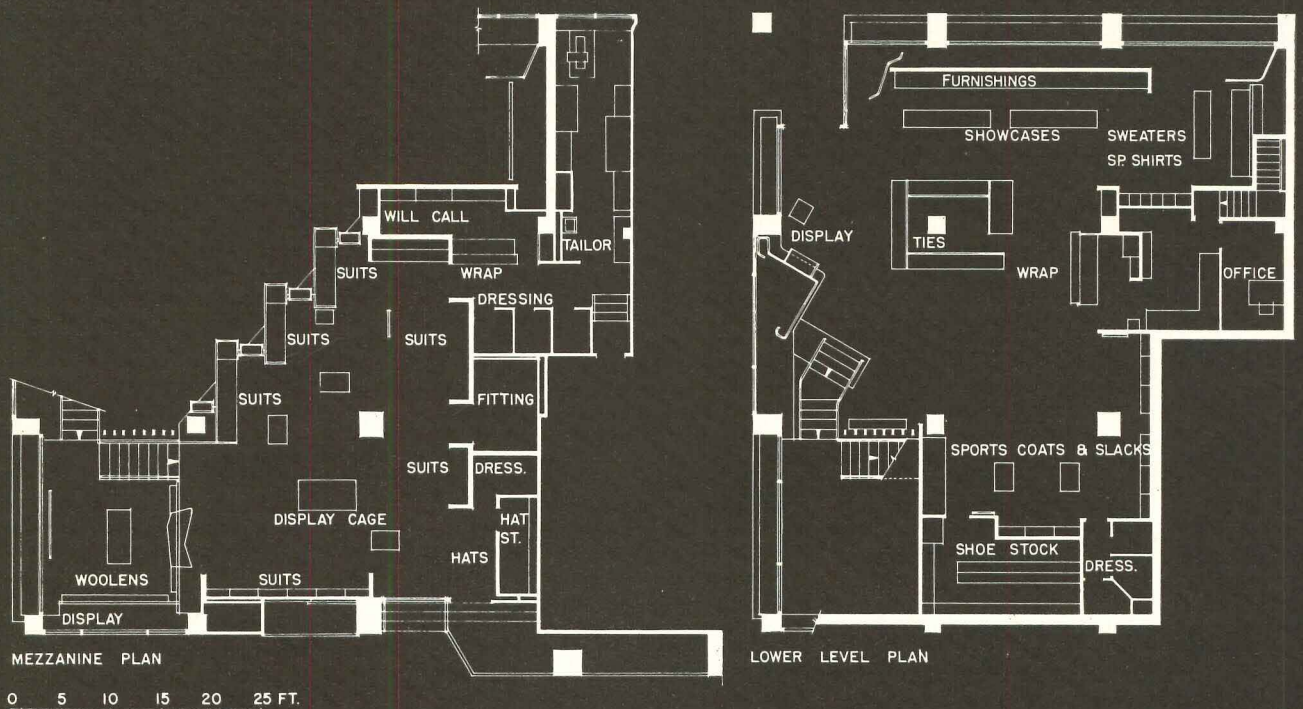 WILL CALL
TAILOR
SUITS
WRAP
DRESSING
SUITS
SUITS
SUITS
FITTING
SUITS
DRESS.
DISPLAY CAGE
HAT
ST.
HATS
WOOLENS
SUITS
DISPLAY
MEZZANINE PLAN
0 5 10 15 20 25 FT.
FURNISHINGS
SHOWCASES
SWEATERS
SP. SHIRTS
DISPLAY
TIES
WRAP
OFFICE
SPORTS COATS & SLACKS
SHOE STOCK
DRESS.
LOWER LEVEL PLAN